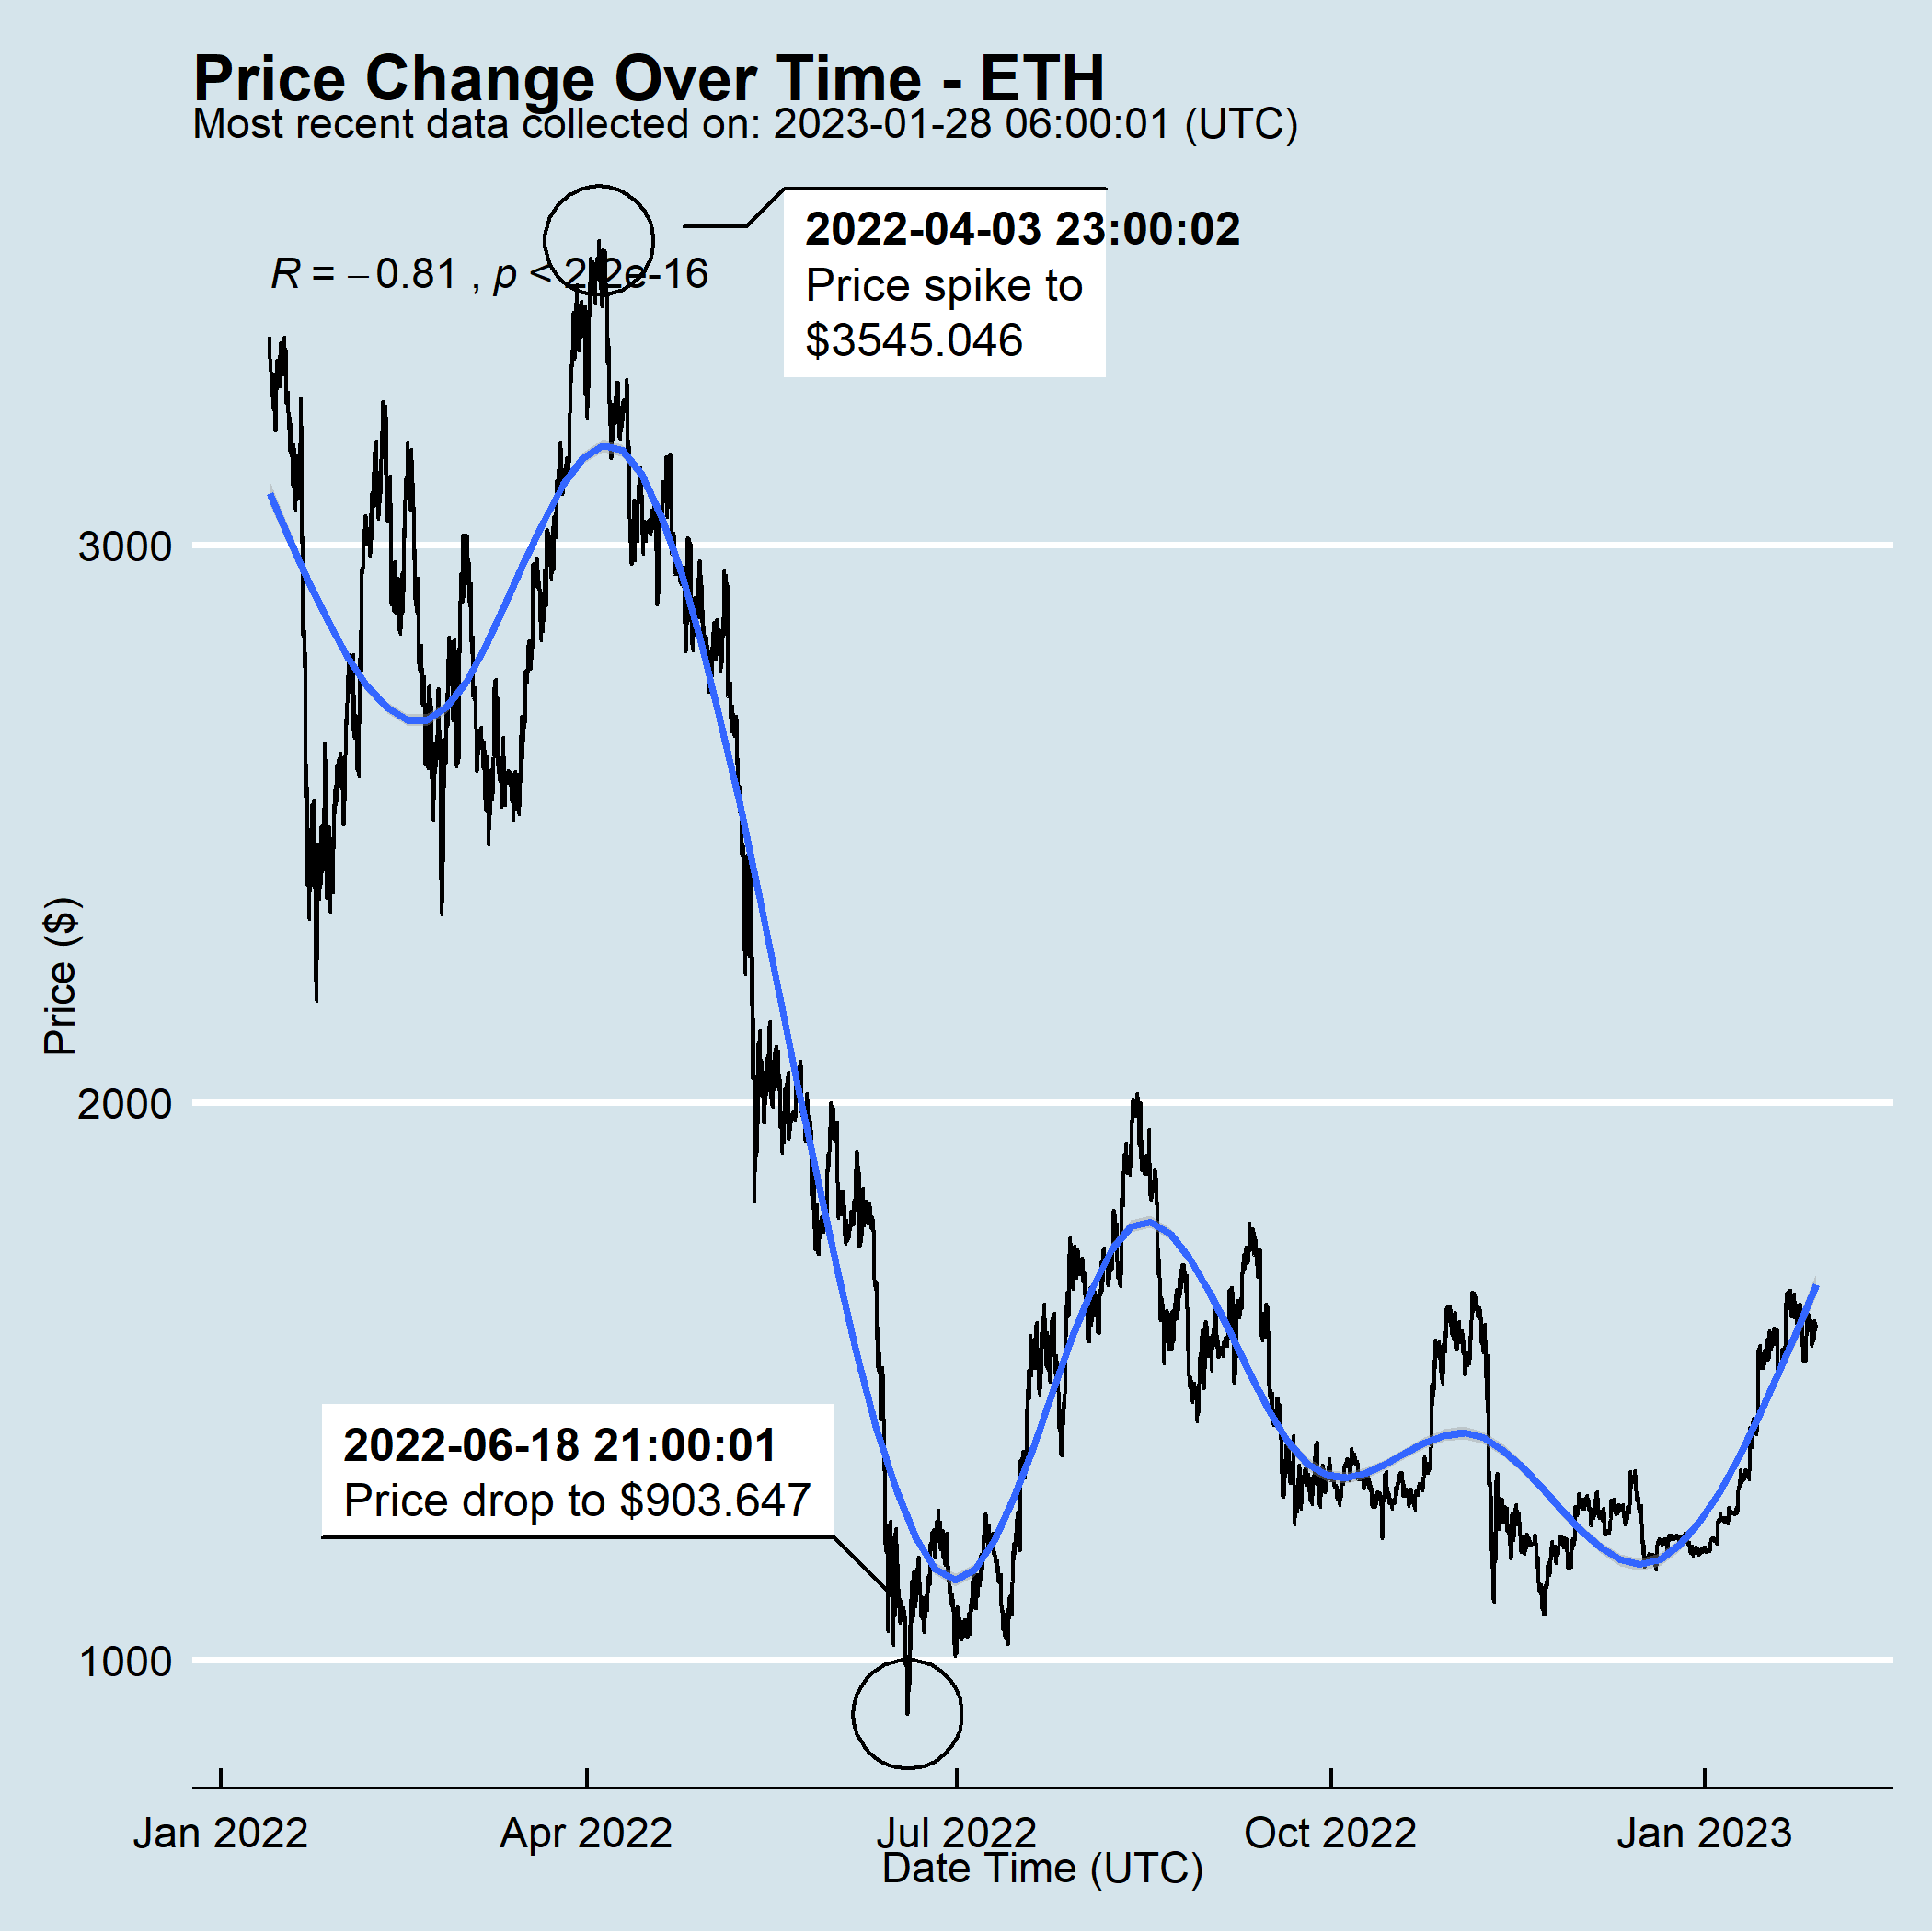 Price Change Over Time - ETH
Most recent data collected on: 2023-01-28 06:00:01 (UTC)
2022-04-03 23:00:02
Price spike to
$3545.046
R = −0.81 , p < 2.2e-16
3000
2000
1000
Price ($)
2022-06-18 21:00:01
Price drop to $903.647
Jan 2022
Apr 2022
Jul 2022
Oct 2022
Jan 2023
Date Time (UTC)